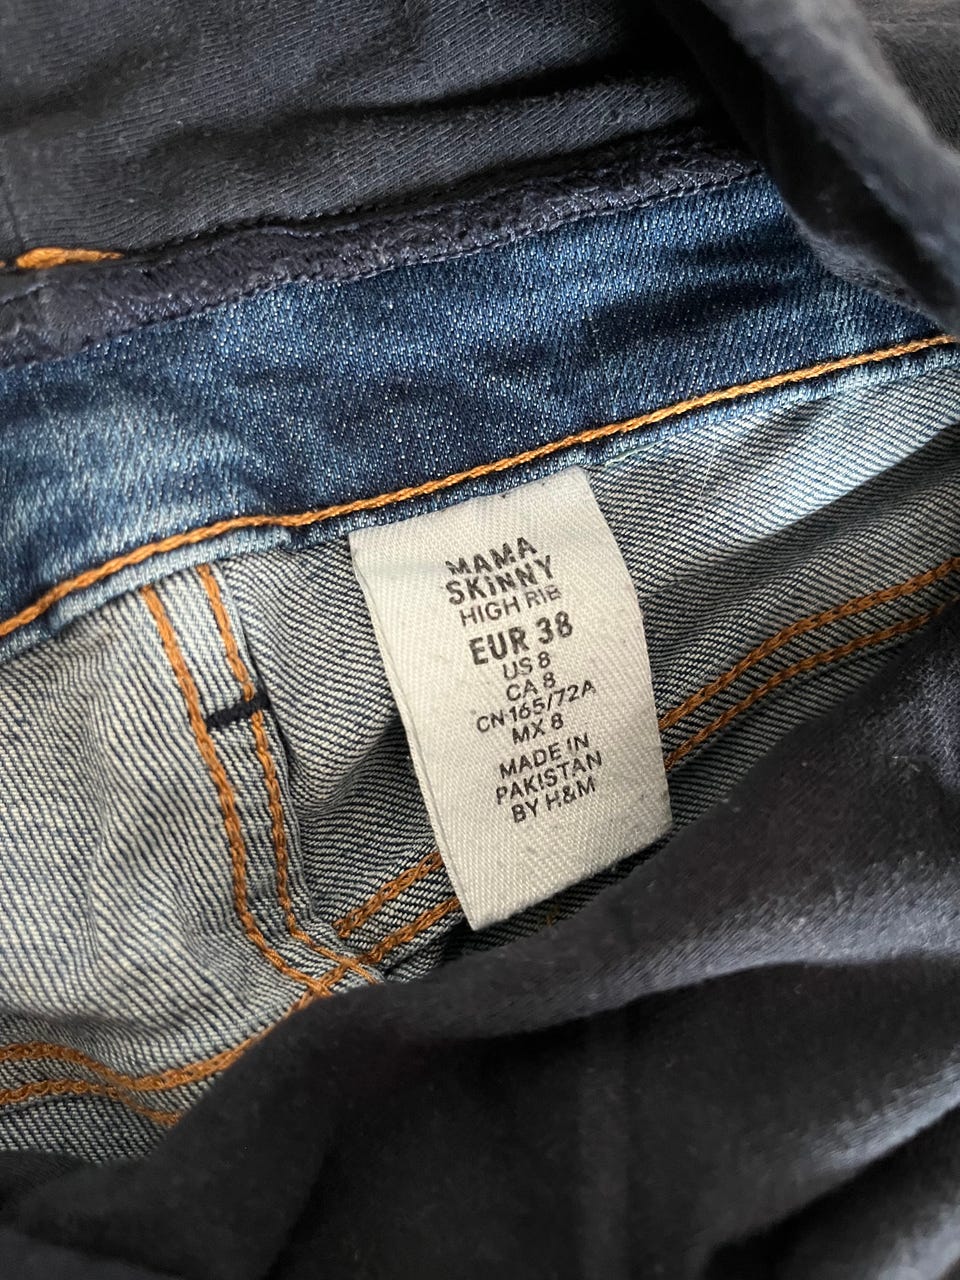 MAMA
SKINNY
HIGH RIB
EUR 38
US 8
CA 8
CN 165/72A
MX 8
MADE IN
PAKISTAN
BY H&M